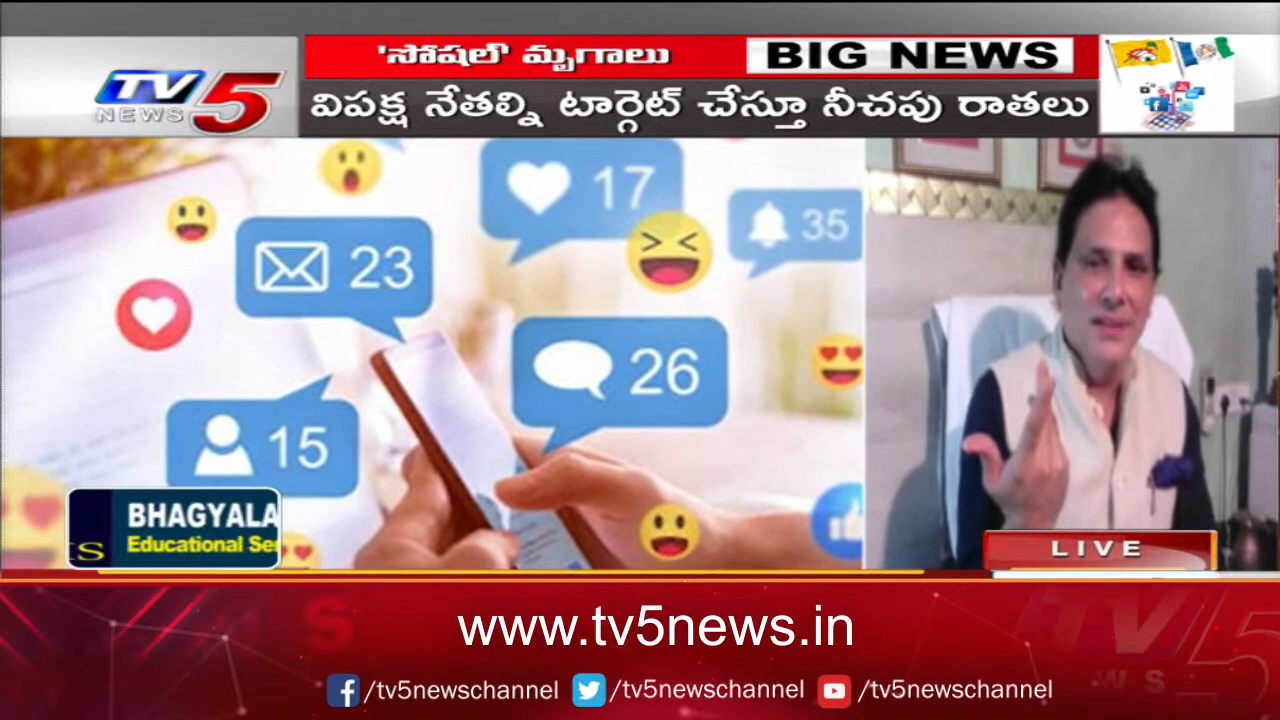 'సోషల్' మృగాలు
BIG NEWS
TV5
NEWS
విపక్ష నేతల్ని టార్గెట్ చేస్తూ నీచపు రాతలు
17
35
23
26
15
BHAGYALA
Educational Se
LIVE
www.tv5news.in
/tv5newschannel /tv5newschannel /tv5newschannel